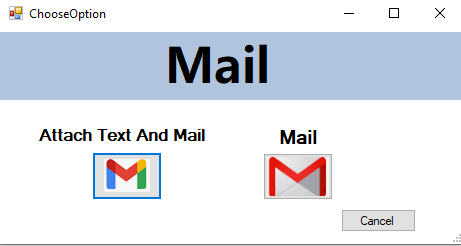 ChooseOption
Mail
Attach Text And Mail
Mail
Cancel